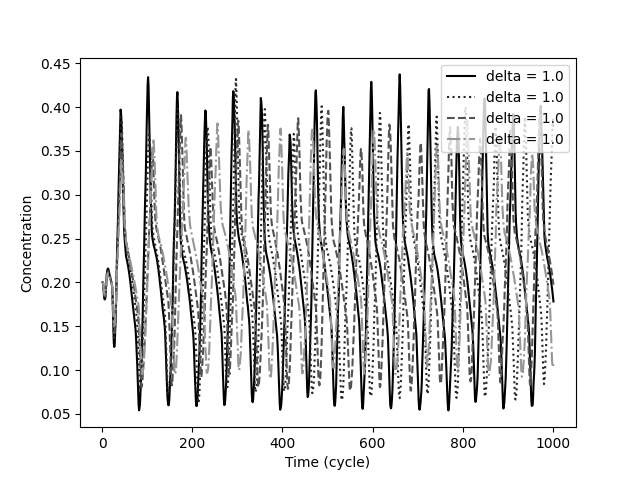 0.45
0.40
0.35
0.30
0.25
0.20
0.15
0.10
0.05
Concentration
delta = 1.0
delta = 1.0
delta = 1.0
delta = 1.0
0 200 400 600 800 1000
Time (cycle)